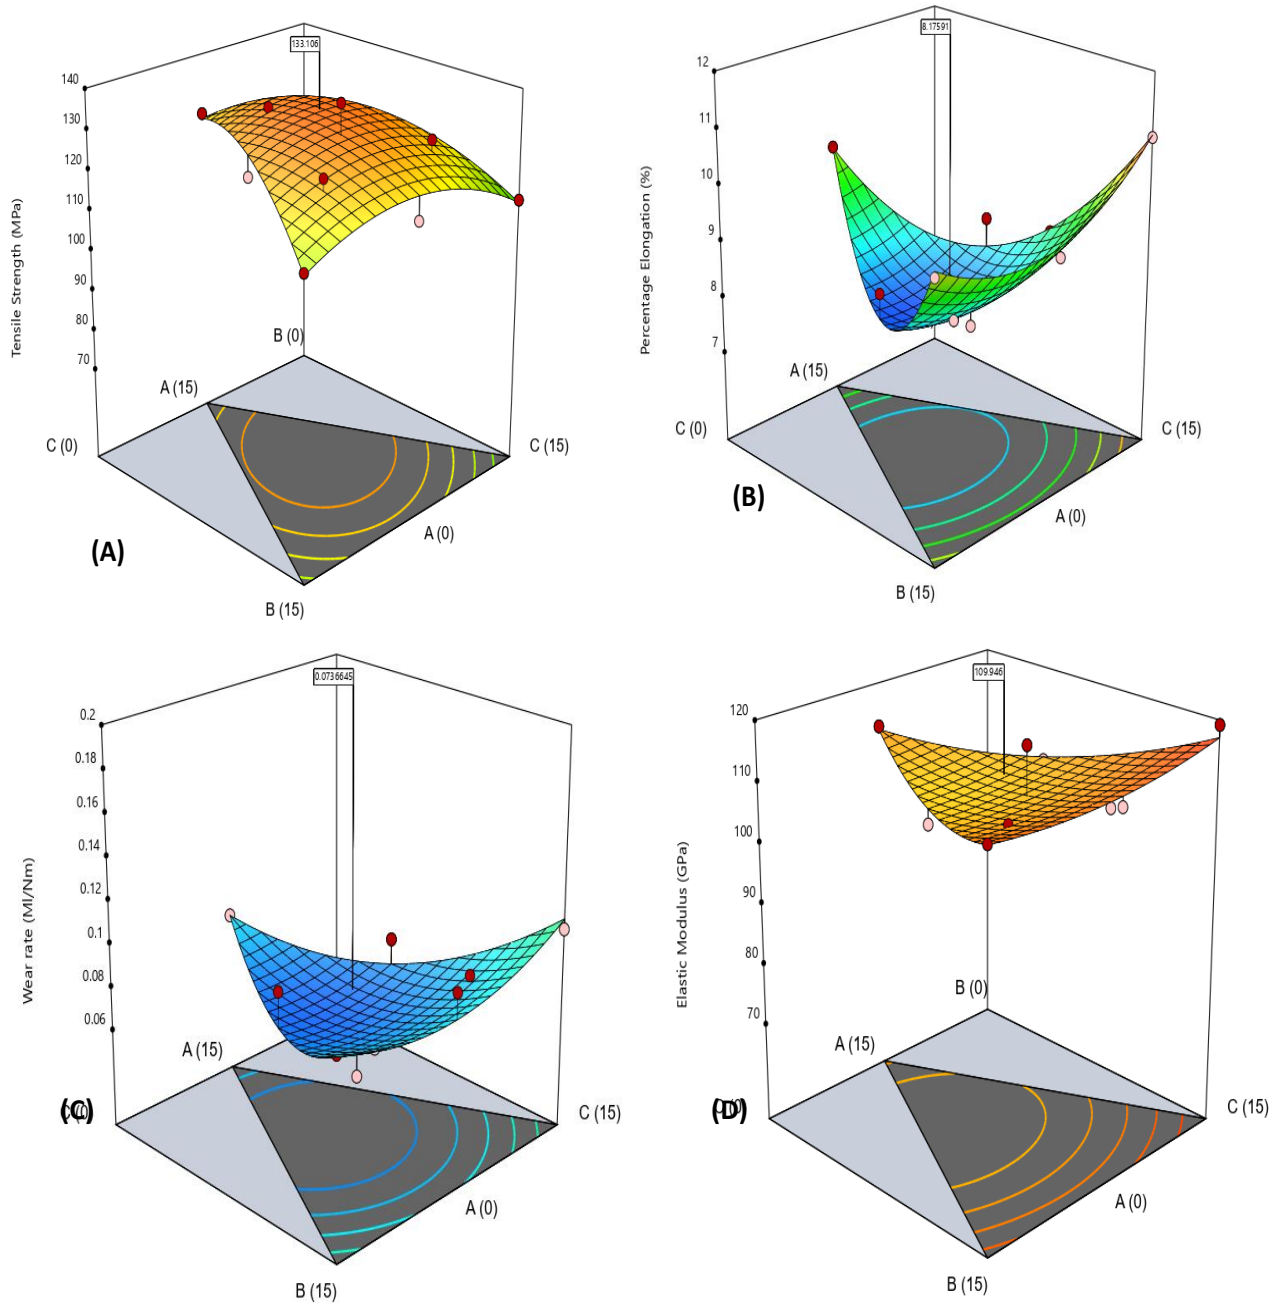 133.106
140
130
120
110
100
90
80
70
Tensile Strength (MPa)
B (0)
A (15)
C (0)
C (15)
A (0)
B (15)
(A)
8.17591
12
11
10
9
8
7
Percentage Elongation (%)
A (15)
C (0)
C (15)
A (0)
B (15)
(B)
0.0736645
0.2
0.18
0.16
0.14
0.12
0.1
0.08
0.06
Wear rate (Ml/Nm)
A (15)
C (15)
A (0)
B (15)
(C)
109.946
120
110
100
90
80
70
Elastic Modulus (GPa)
B (0)
A (15)
C (15)
A (0)
B (15)
(D)